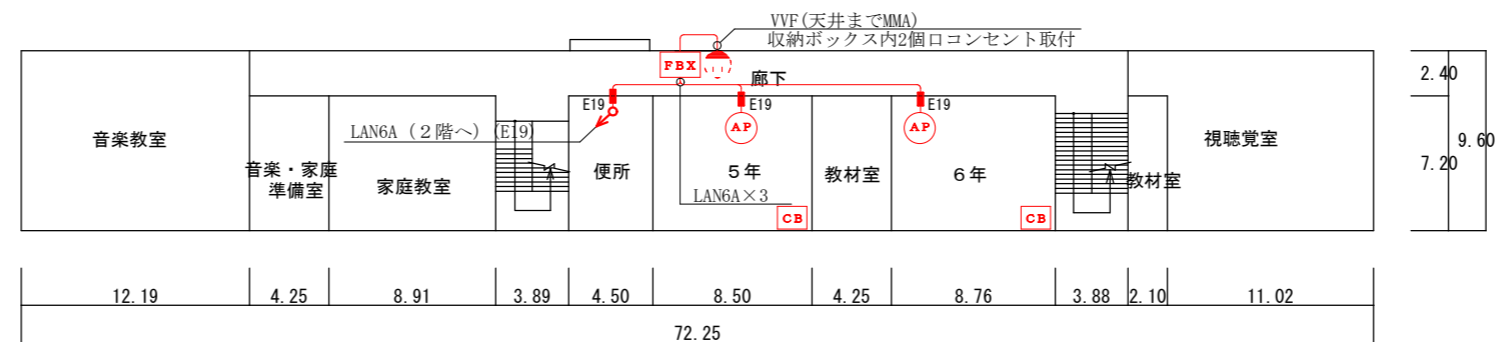 VVF(天井までMMA)
収納ボックス内2個口コンセント取付
FBX
廊下
2.40
E19
E19
E19
LAN6A（２階へ）(E19)
AP
AP
音楽教室
視聴覚室
9.60
7.20
音楽・家庭
準備室
家庭教室
便所
５年
教材室
６年
教材室
LAN6A×3
CB
CB
12.19
4.25
8.91
3.89
4.50
8.50
4.25
8.76
3.88
2.10
11.02
72.25